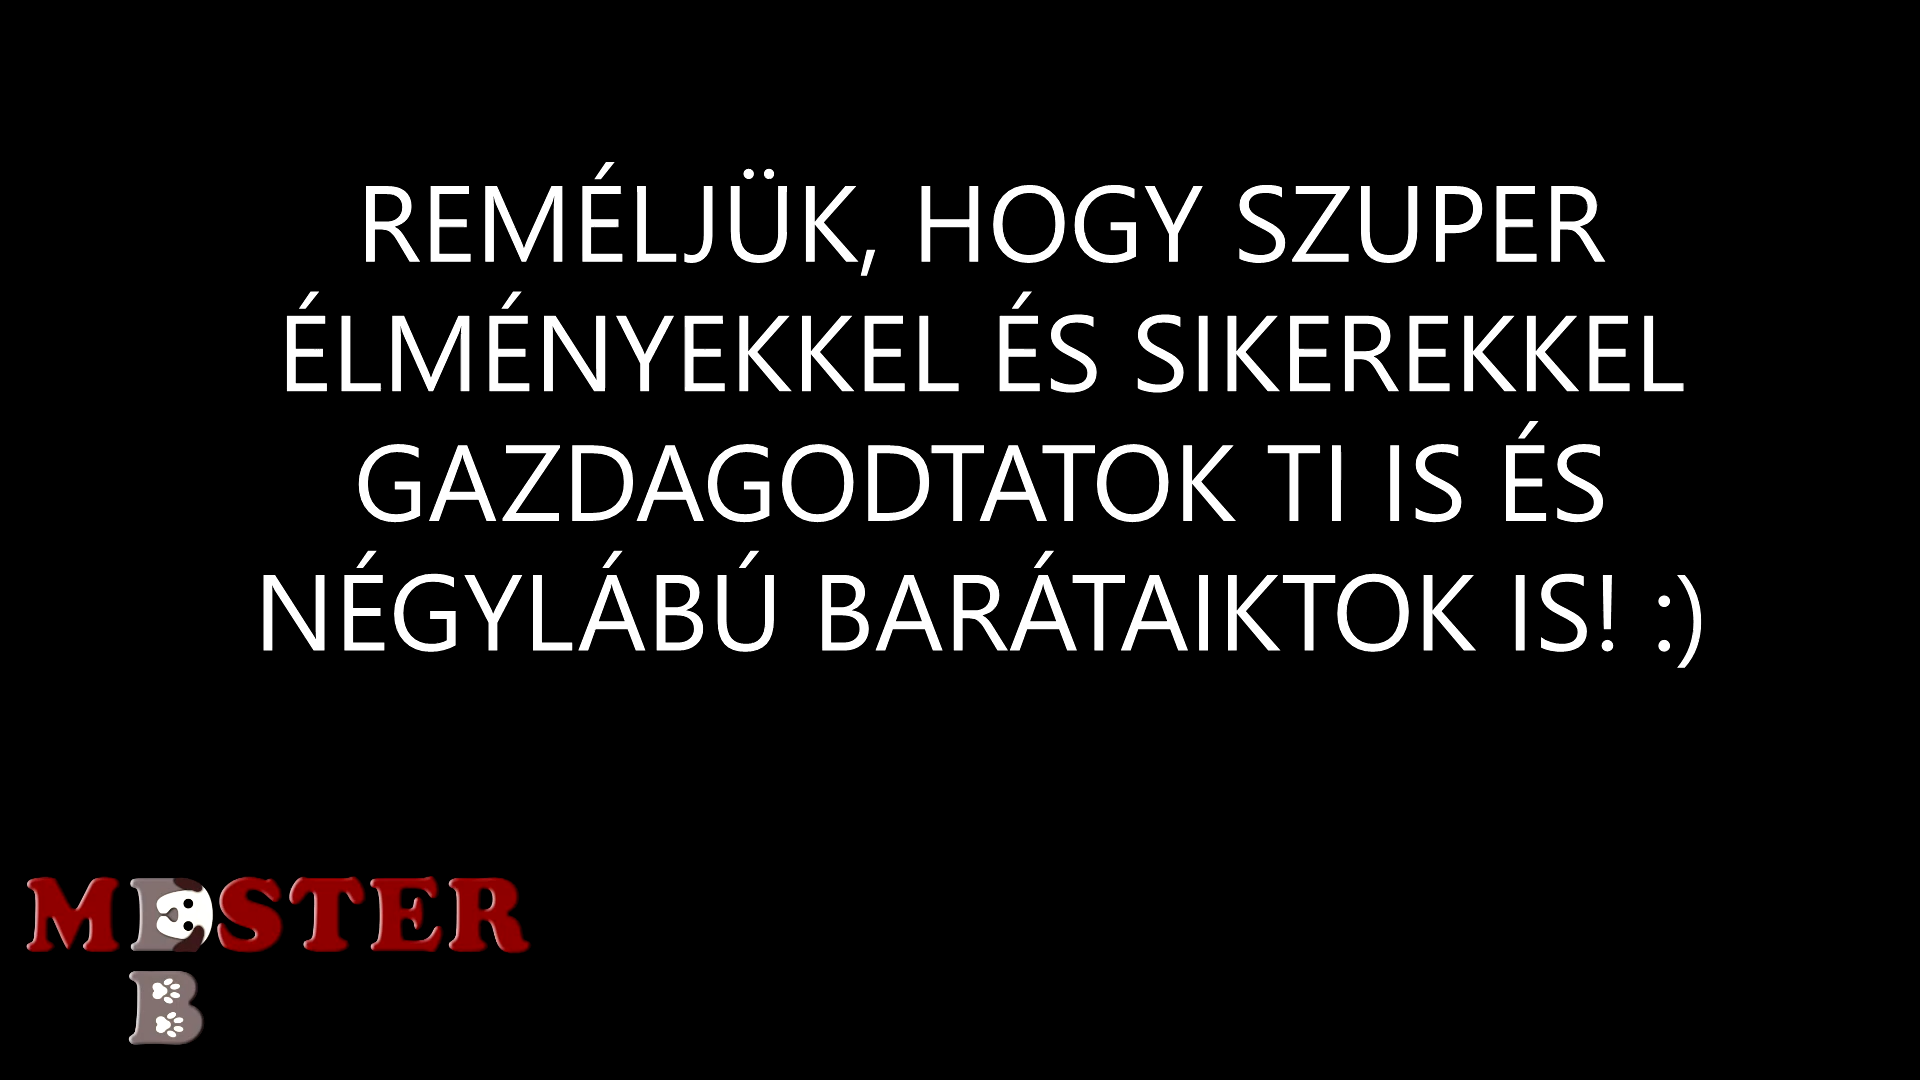 REMÉLJÜK, HOGY SZUPER
ÉLMÉNYEKKEL ÉS SIKEREKKEL
GAZDAGODTATOK TI IS ÉS
NÉGYLÁBÚ BARÁTAIKTOK IS! :)
MESTER
B